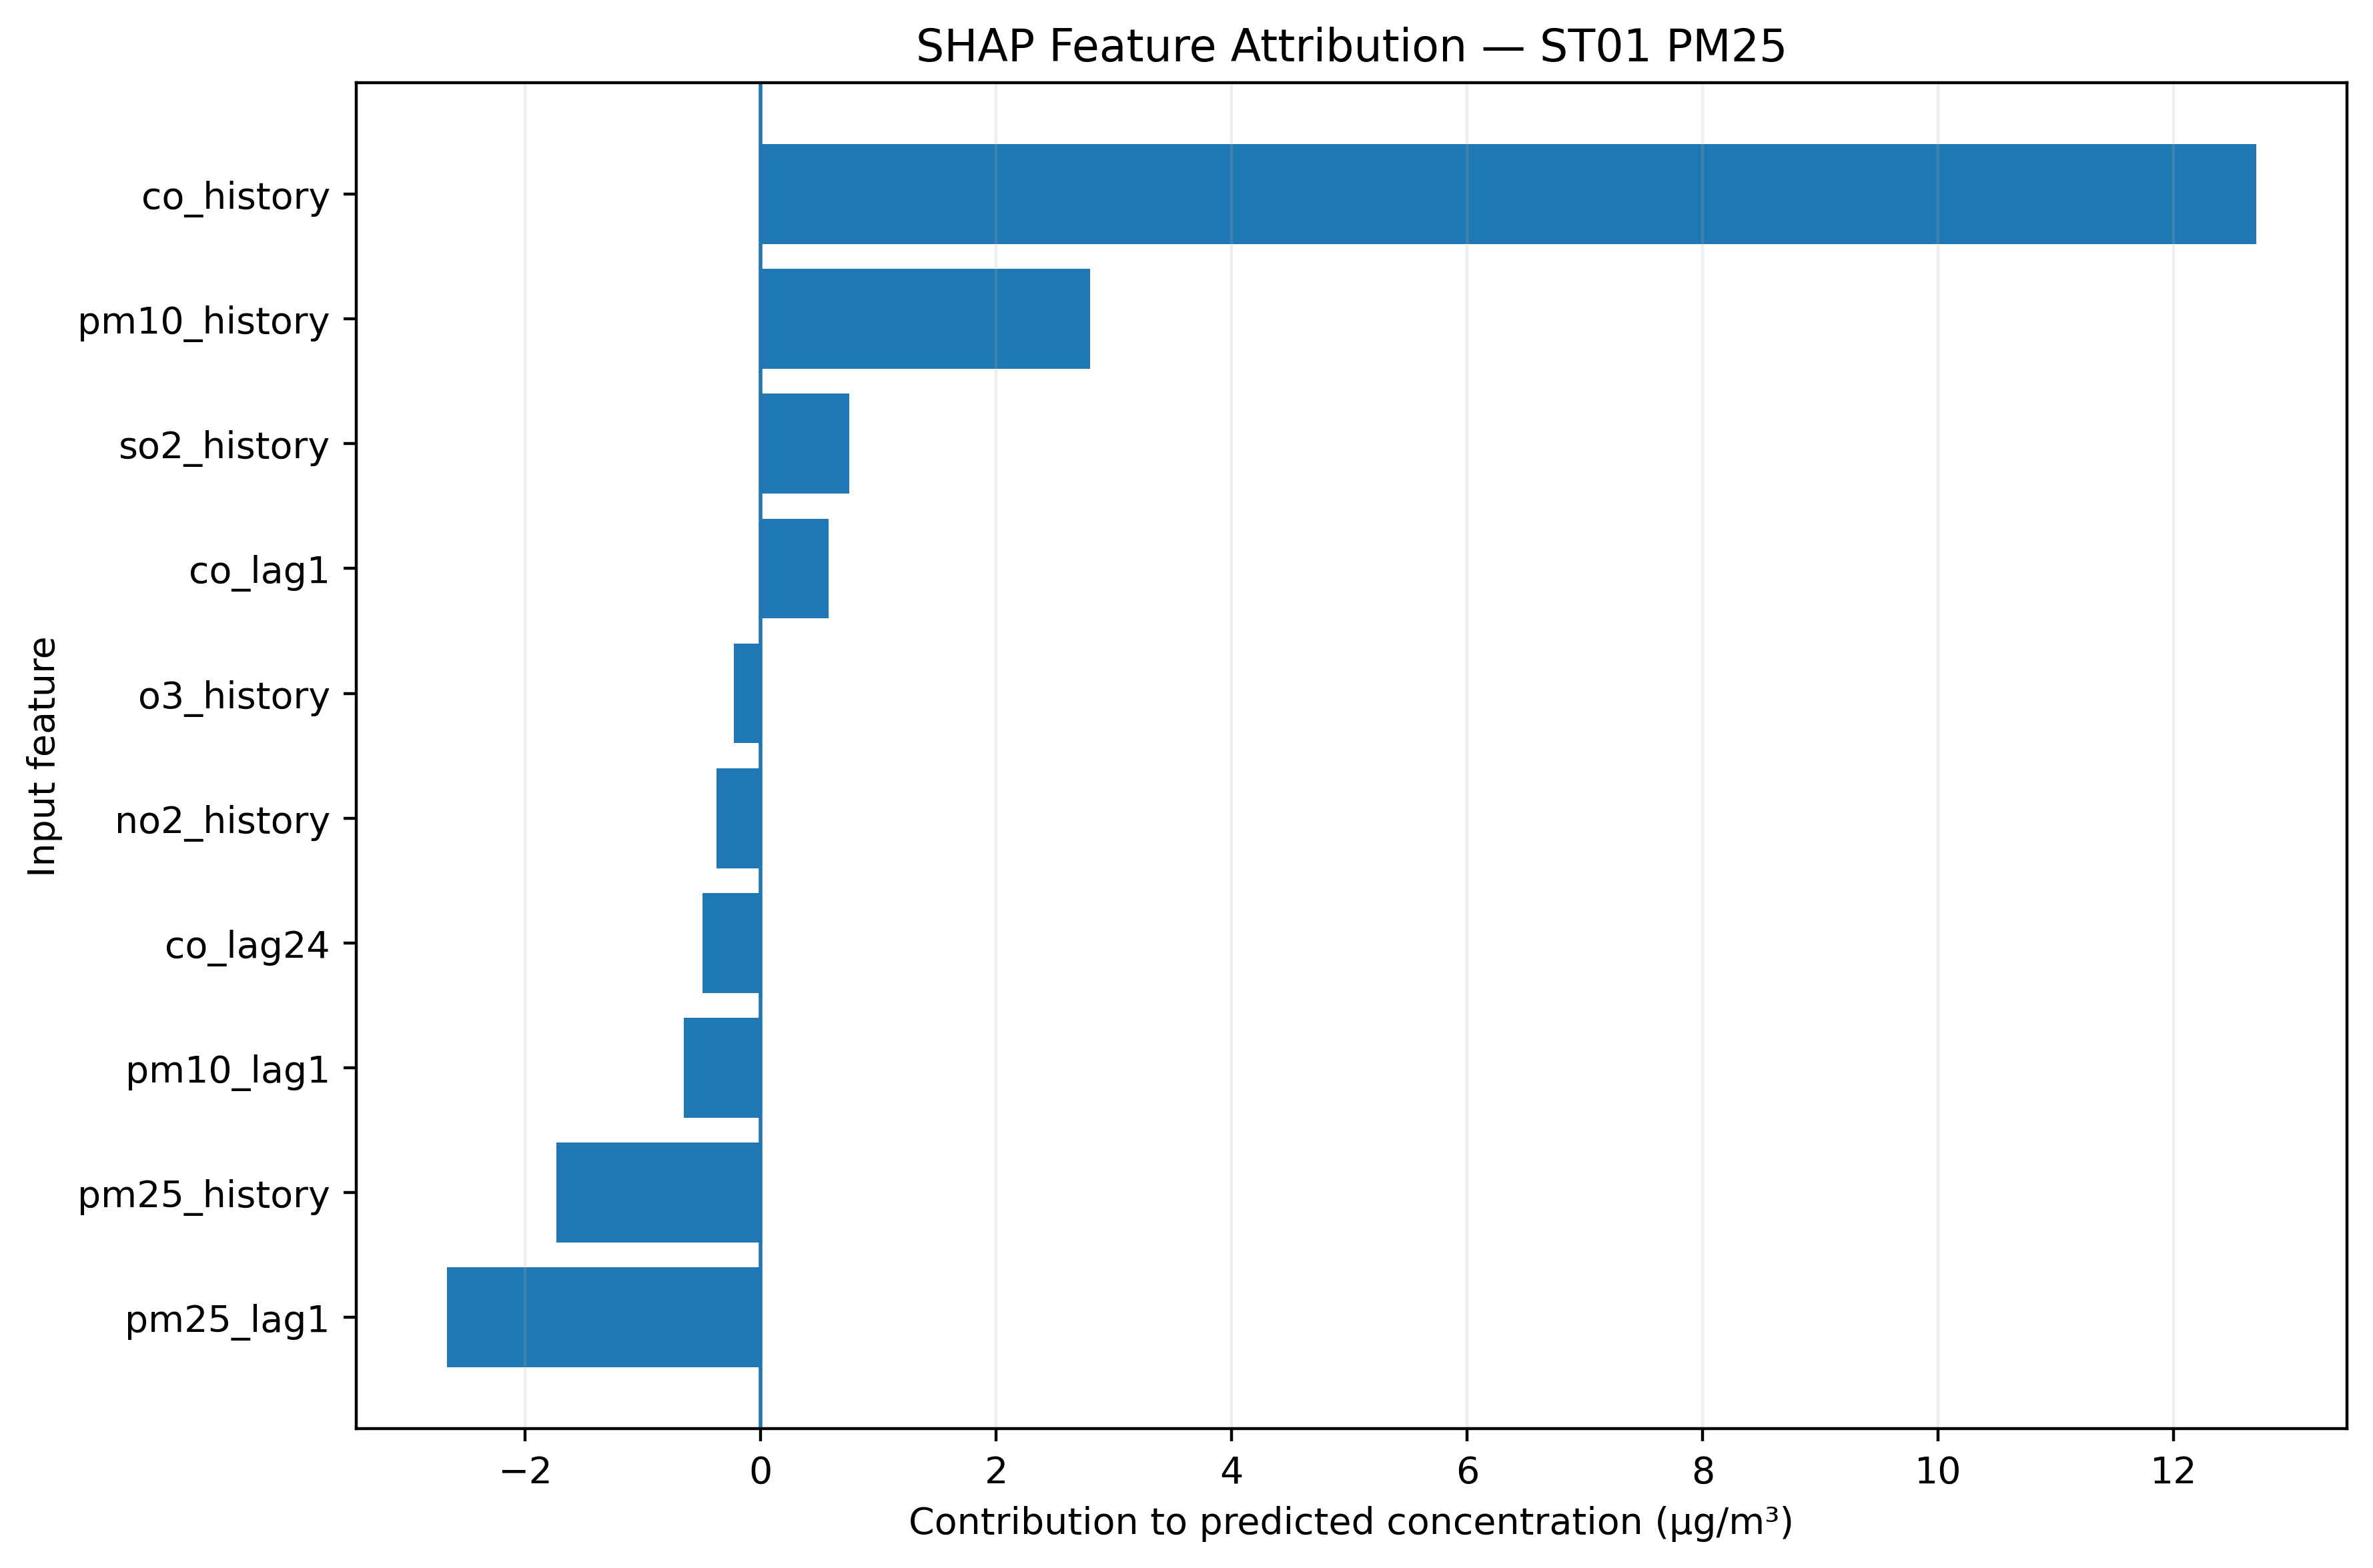 SHAP Feature Attribution — ST01 PM25
co_history
pm10_history
so2_history
co_lag1
o3_history
no2_history
co_lag24
pm10_lag1
pm25_history
pm25_lag1
Input feature
−2 0 2 4 6 8 10 12
Contribution to predicted concentration (µg/m³)